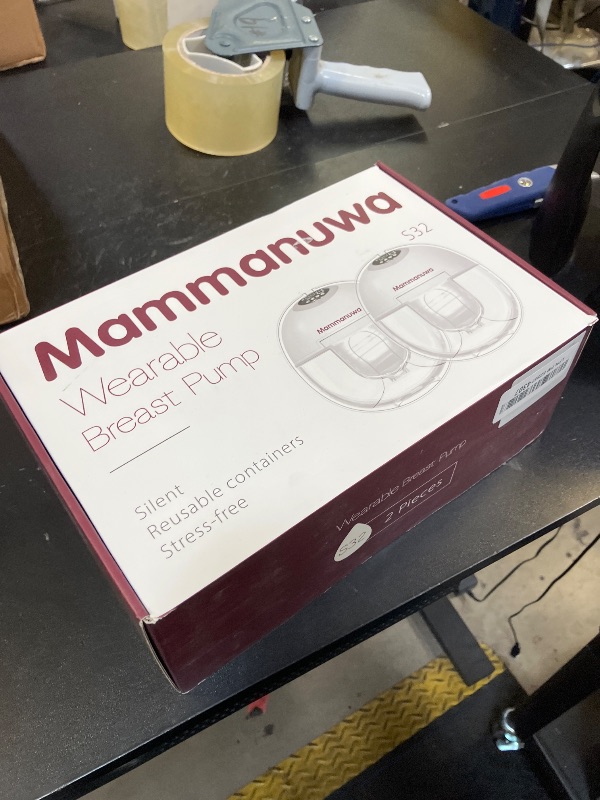 Mammanuwa
S32
Wearable
Breast Pump
Mammanuwa
Mammanuwa
Silent
Reusable containers
Stress-free
Wearable Breast Pump
S32
2 Pieces